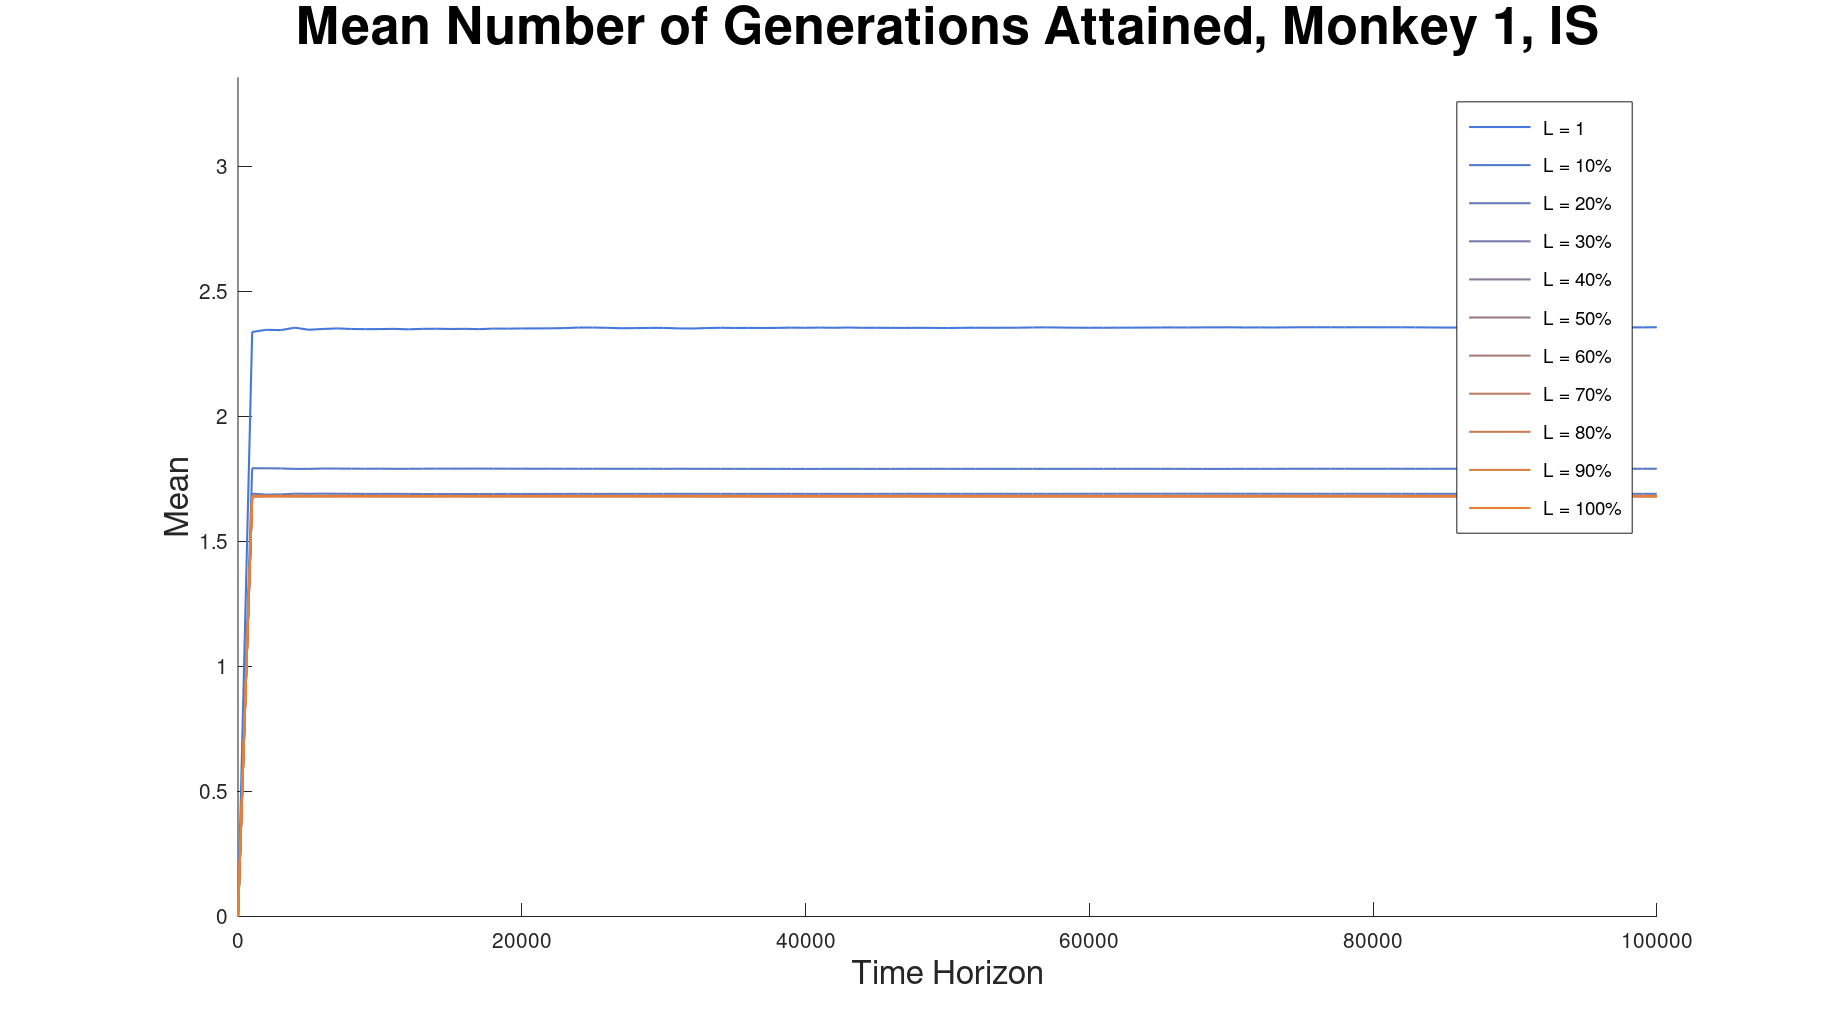 Mean Number of Generations Attained, Monkey 1, IS
L = 1
L = 10%
L = 20%
L = 30%
L = 40%
L = 50%
L = 60%
L = 70%
L = 80%
L = 90%
L = 100%
3
2.5
2
1.5
1
0.5
0
Mean
0 20000 40000 60000 80000 100000
Time Horizon